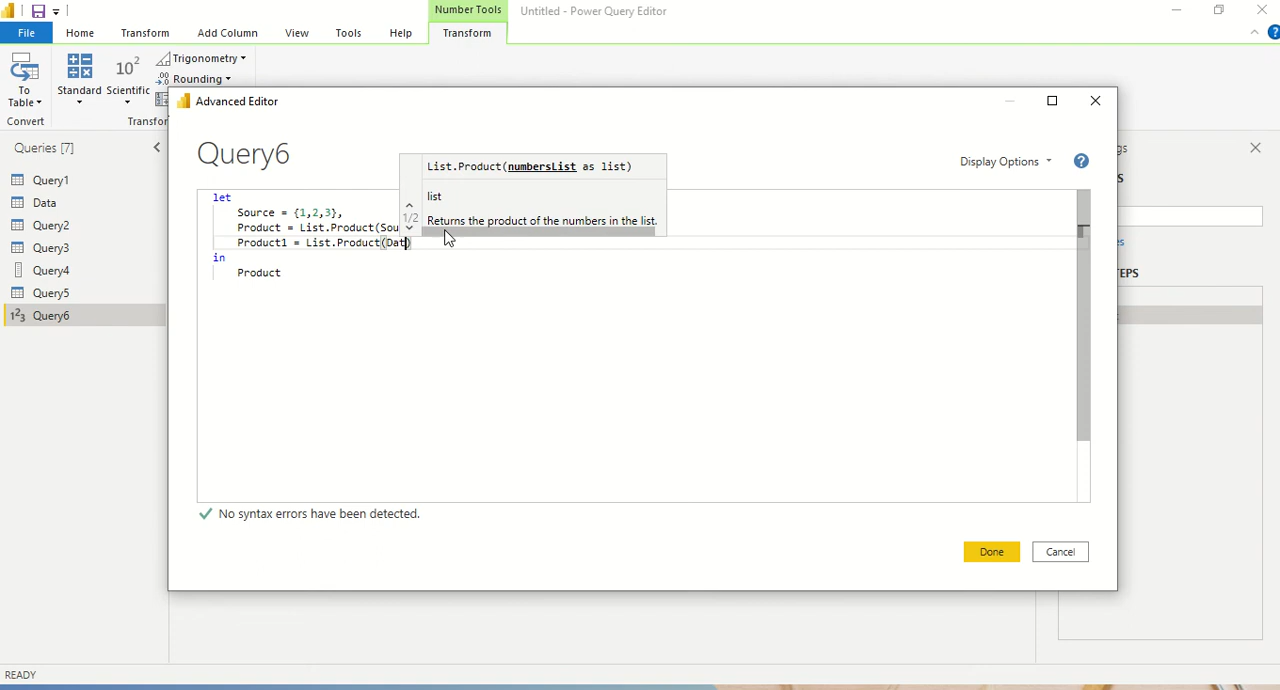 Number Tools
Untitled - Power Query Editor
File
Home
Transform
Add Column
View
Tools
Help
Transform
To
Table
Standard
10²
Scientific
Trigonometry
.00
Rounding
Convert
Advanced Editor
Queries [7]
Query1
Data
Query2
Query3
Query4
Query5
1²3 Query6
Query6
Display Options
?
List.Product(numbersList as list)
list
1/2
Returns the product of the numbers in the list.
let
Source = {1,2,3},
Product = List.Product(Sou
Product1 = List.Product(Dat)
in
Product
No syntax errors have been detected.
Done
Cancel
READY